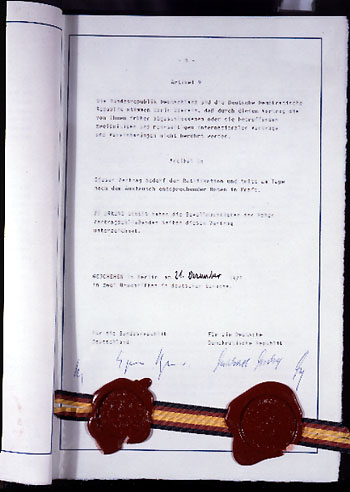 - 6 -
Artikel 9
Die Bundesrepublik Deutschland und die Deutsche Demokratische
Republik stimmen darin überein, daß durch diesen Vertrag die
von ihnen früher abgeschlossenen oder sie betreffenden
zweiseitigen und mehrseitigen internationalen Verträge
und Vereinbarungen nicht berührt werden.
Artikel 10
Dieser Vertrag bedarf der Ratifikation und tritt am Tage
nach dem Austausch entsprechender Noten in Kraft.
Zu Urkund dessen haben die Bevollmächtigten der Hohen
Vertragschließenden Seiten diesen Vertrag
unterzeichnet.
GESCHEHEN in Berlin am 21. Dezember 1972
in zwei Urschriften in deutscher Sprache.
Für die Bundesrepublik Für die Deutsche
Deutschland Demokratische Republik